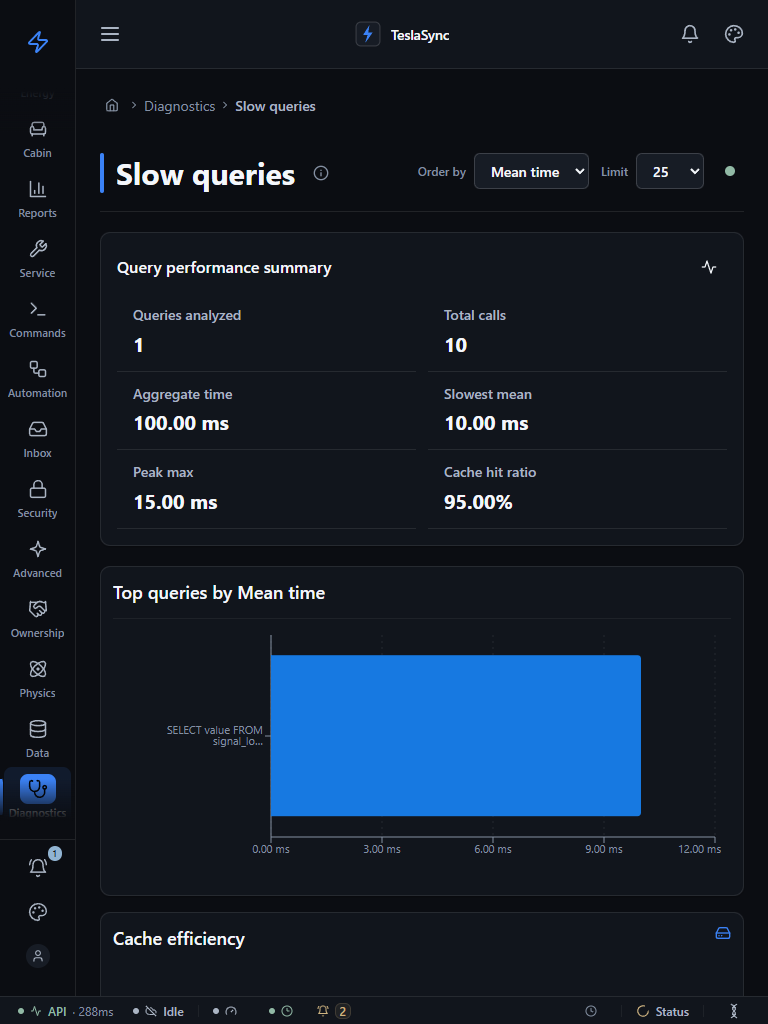 TeslaSync
Energy
Cabin
Reports
Service
Commands
Automation
Inbox
Security
Advanced
Ownership
Physics
Data
Diagnostics
1
Diagnostics
Slow queries
Slow queries
Order by
Mean time
Limit
25
Query performance summary
Queries analyzed
1
Total calls
10
Aggregate time
100.00 ms
Slowest mean
10.00 ms
Peak max
15.00 ms
Cache hit ratio
95.00%
Top queries by Mean time
SELECT value FROM
signal_lo...
0.00 ms
3.00 ms
6.00 ms
9.00 ms
12.00 ms
Cache efficiency
API · 288ms
Idle
2
Status